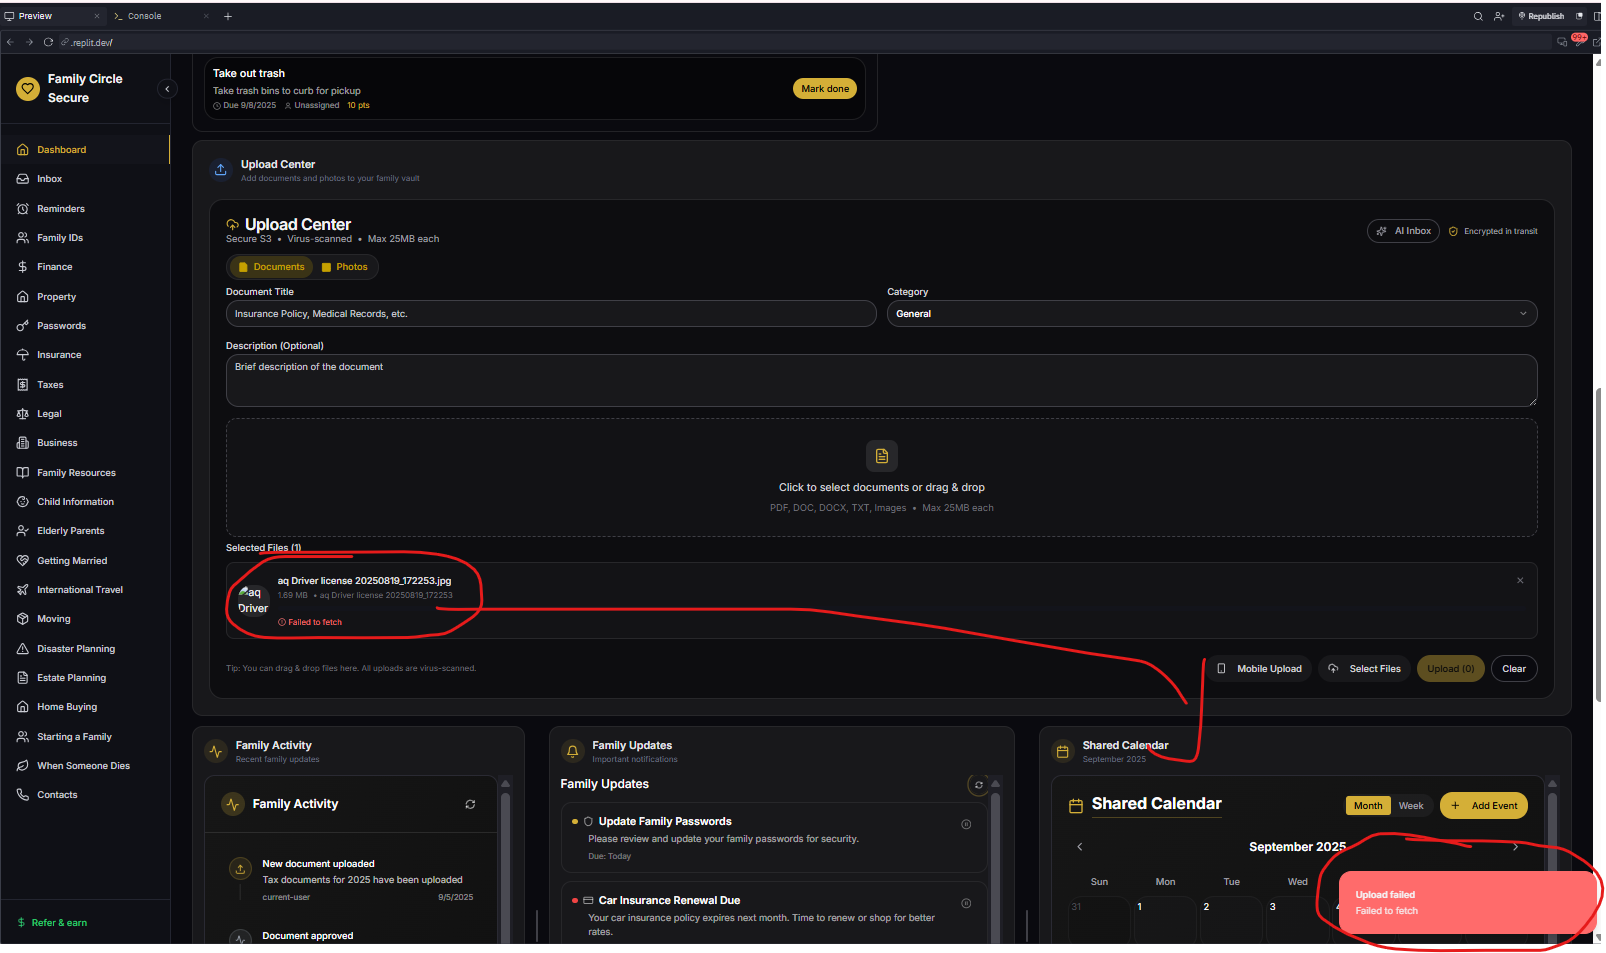 Preview
Console
Republish
.replit.dev/
99+
Family Circle
Secure
Dashboard
Inbox
Reminders
Family IDs
Finance
Property
Passwords
Insurance
Taxes
Legal
Business
Family Resources
Child Information
Elderly Parents
Getting Married
International Travel
Moving
Disaster Planning
Estate Planning
Home Buying
Starting a Family
When Someone Dies
Contacts
Refer & earn
Take out trash
Take trash bins to curb for pickup
Due 9/8/2025 Unassigned 10 pts
Mark done
Upload Center
Add documents and photos to your family vault
Upload Center
Secure S3 • Virus-scanned • Max 25MB each
AI Inbox
Encrypted in transit
Documents
Photos
Document Title
Category
Insurance Policy, Medical Records, etc.
General
Description (Optional)
Brief description of the document
Click to select documents or drag & drop
PDF, DOC, DOCX, TXT, Images • Max 25MB each
Selected Files (1)
aq
Driver
aq Driver license 20250819_172253.jpg
1.69 MB • aq Driver license 20250819_172253
Failed to fetch
Tip: You can drag & drop files here. All uploads are virus-scanned.
Mobile Upload
Select Files
Upload (0)
Clear
Family Activity
Recent family updates
Family Activity
New document uploaded
Tax documents for 2025 have been uploaded
current-user 9/5/2025
Document approved
Family Updates
Important notifications
Family Updates
Update Family Passwords
Please review and update your family passwords for security.
Due: Today
Car Insurance Renewal Due
Your car insurance policy expires next month. Time to renew or shop for better
rates.
Shared Calendar
September 2025
Shared Calendar
Month
Week
+ Add Event
September 2025
Sun Mon Tue Wed
31 1 2 3 4
Upload failed
Failed to fetch